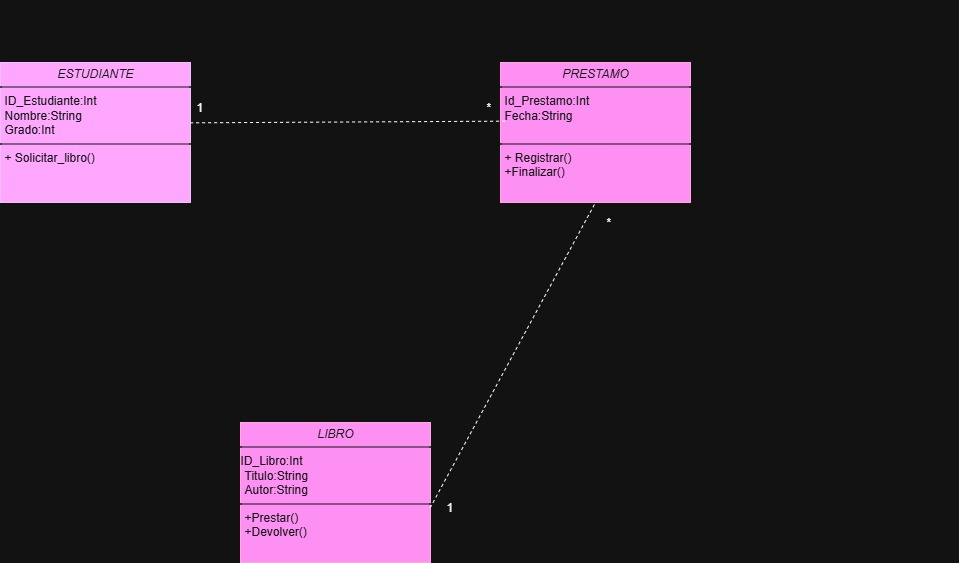 ESTUDIANTE
ID_Estudiante:Int
Nombre:String
Grado:Int
+ Solicitar_libro()
1
*
PRESTAMO
Id_Prestamo:Int
Fecha:String
+ Registrar()
+Finalizar()
*
LIBRO
ID_Libro:Int
Titulo:String
Autor:String
+Prestar()
+Devolver()
1